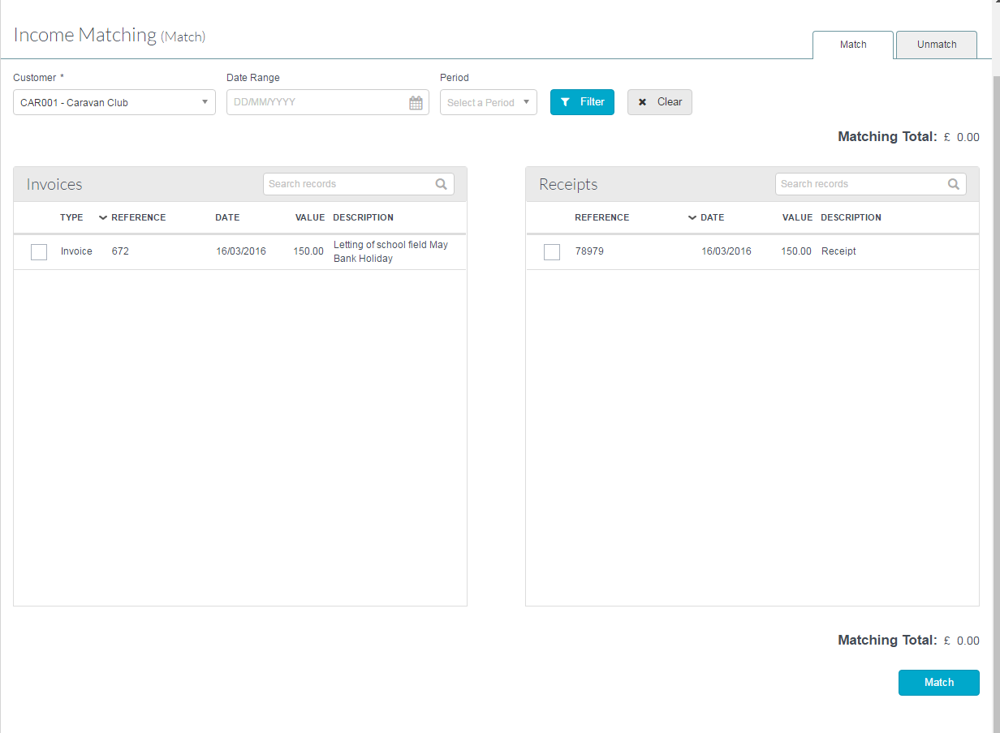 Income Matching (Match)
Match
Unmatch
Customer *
Date Range
Period
CAR001 - Caravan Club
DD/MM/YYYY
Select a Period
Filter
Clear
Matching Total: £ 0.00
Invoices
Search records
TYPE REFERENCE DATE VALUE DESCRIPTION
Invoice 672 16/03/2016 150.00 Letting of school field May
Bank Holiday
Receipts
Search records
REFERENCE DATE VALUE DESCRIPTION
78979 16/03/2016 150.00 Receipt
Matching Total: £ 0.00
Match